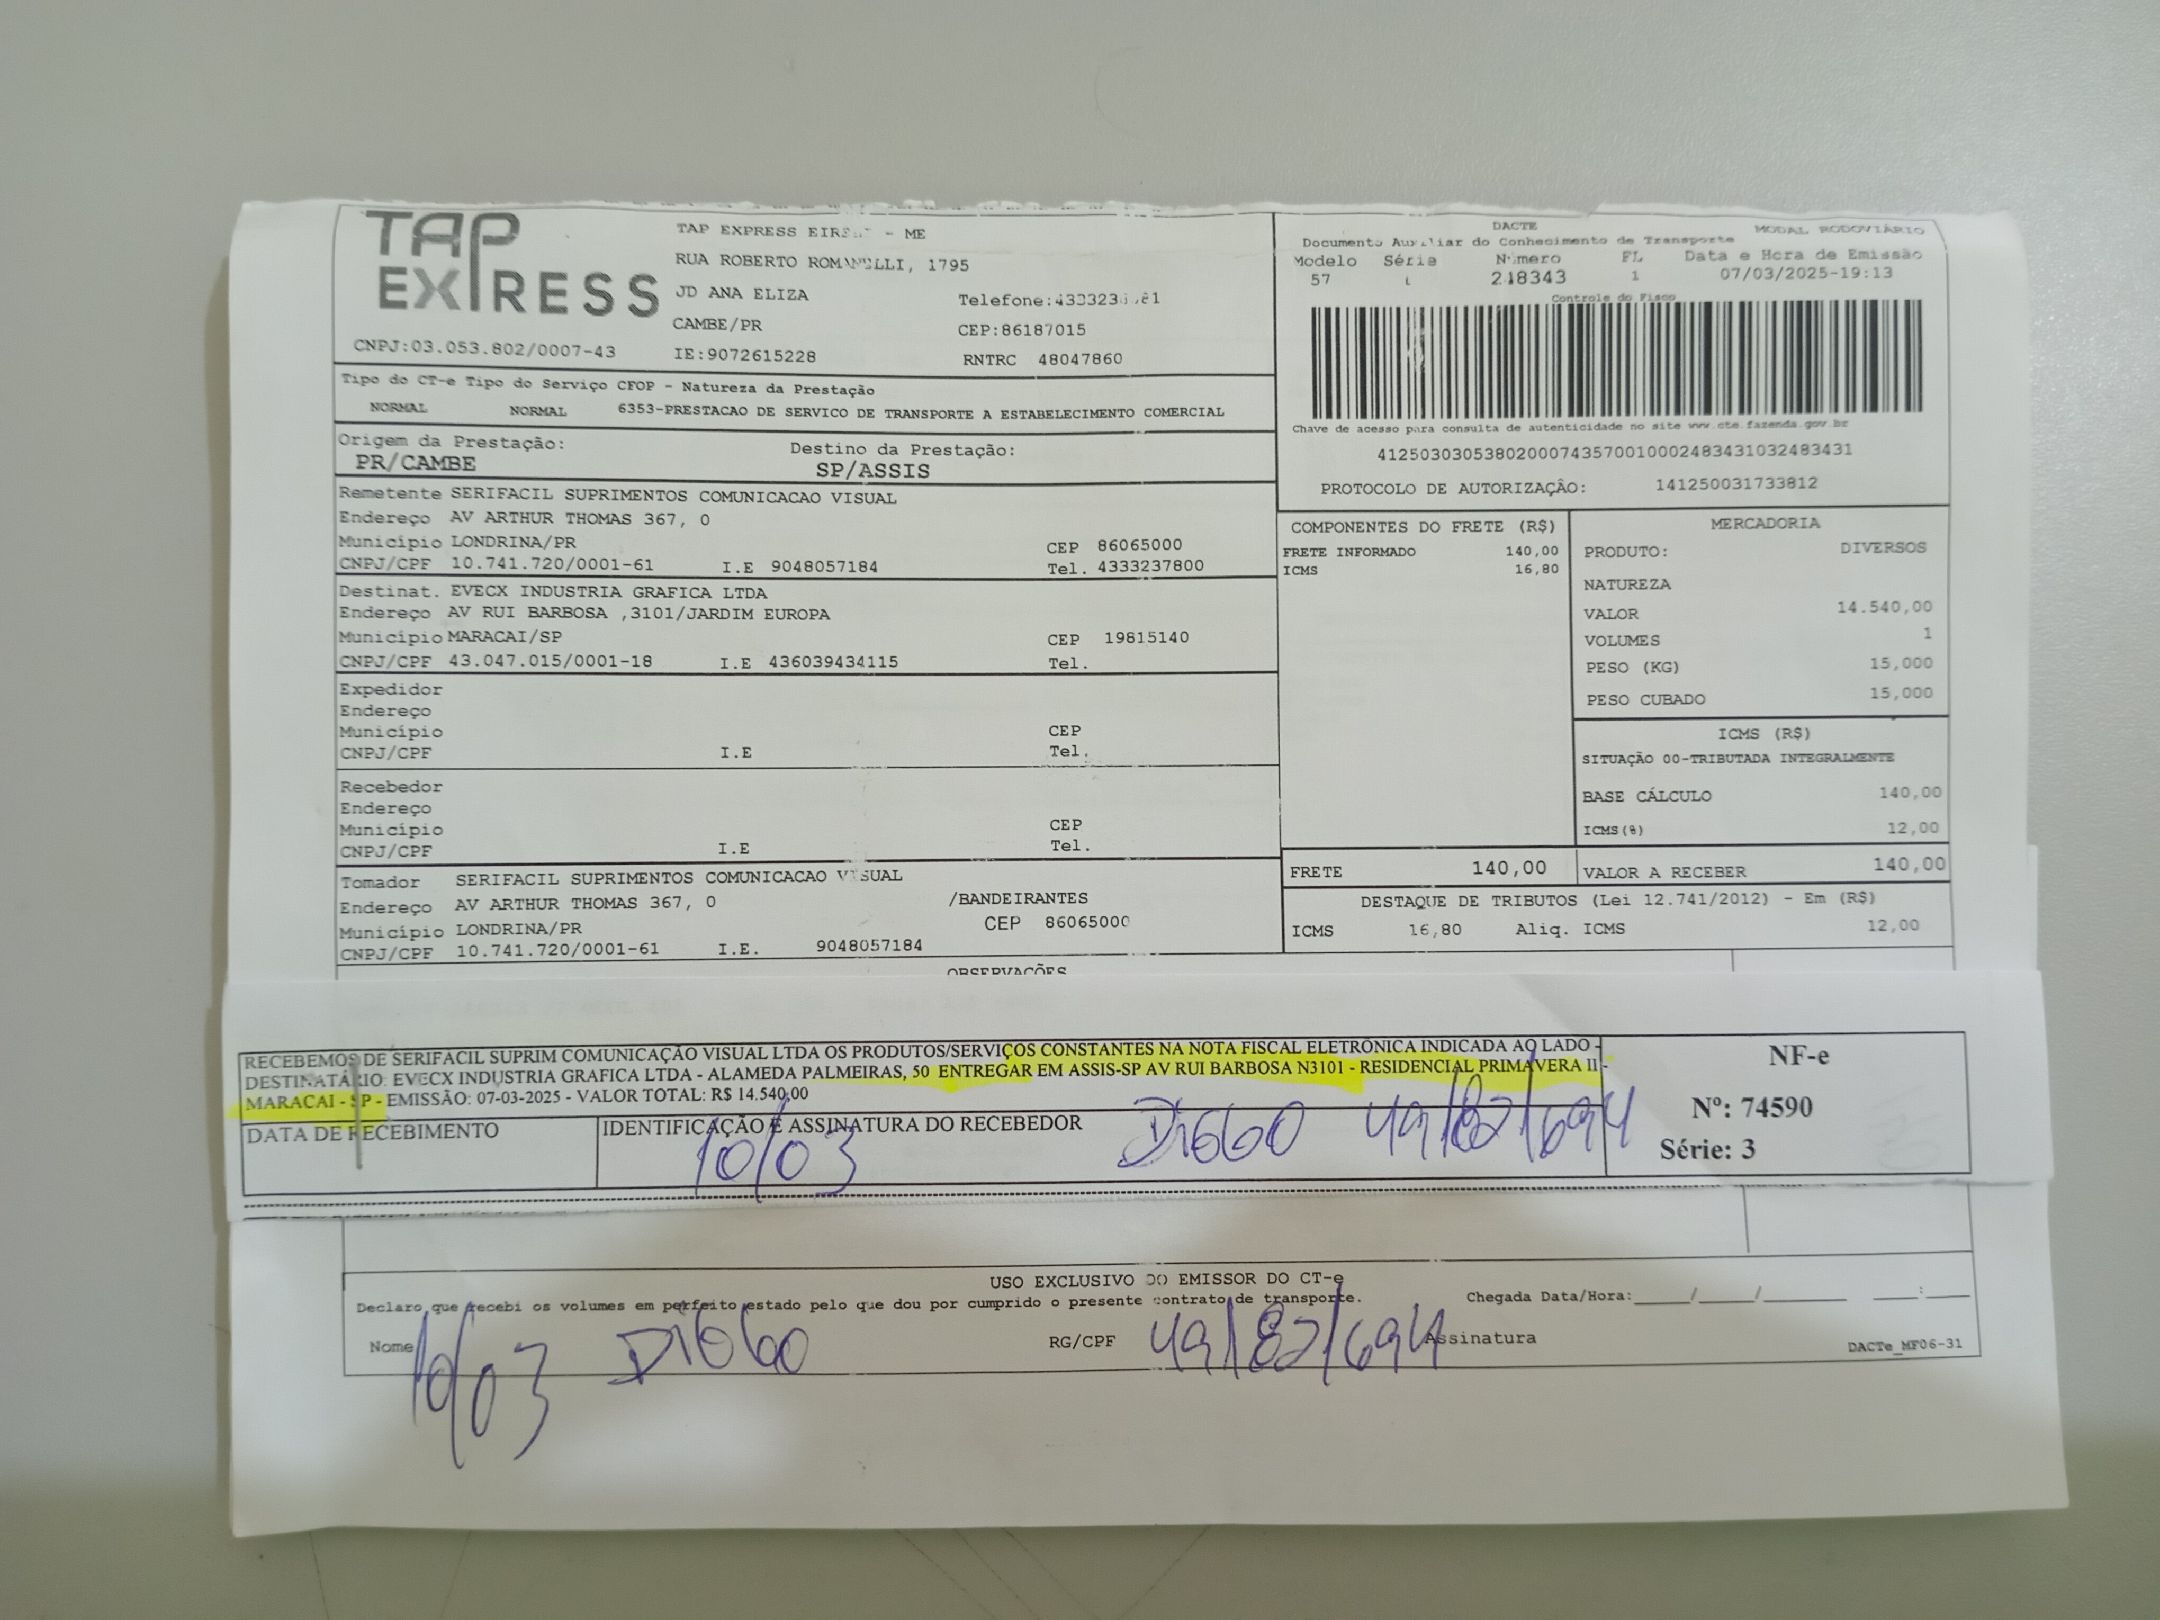 TAP
EXPRESS
CNPJ:03.053.802/0007-43
TAP EXPRESS - ME
RUA ROBERTO ROMANELLI, 1795
JD ANA ELIZA
CAMBE/PR
CEP:86187015
IE:9072615228
RNTRC 48047860
DACTE
MODAL RODOVIÁRIO
Documento Auxiliar do Conhecimento de Transporte
Modelo Série Número FL Data e Hora de Emissão
57 1 07/03/2025-19:13
Controle do Fisco
Chave de acesso para consulta de autenticidade no site www.cte.fazenda.gov.br
41250303053802000743570010002483431032483431
PROTOCOLO DE AUTORIZAÇÃO: 141250031733812
Tipo do CT-e Tipo do Serviço CFOP - Natureza da Prestação
NORMAL NORMAL 6353-PRESTACAO DE SERVICO DE TRANSPORTE A ESTABELECIMENTO COMERCIAL
Origem da Prestação: Destino da Prestação:
PR/CAMBE SP/ASSIS
Remetente SERIFACIL SUPRIMENTOS COMUNICACAO VISUAL
Endereço AV ARTHUR THOMAS 367, 0
Município LONDRINA/PR CEP 86065000
CNPJ/CPF 10.741.720/0001-61 I.E 9048057184 Tel. 4333237800
Destinat. EVECX INDUSTRIA GRAFICA LTDA
Endereço AV RUI BARBOSA ,3101/JARDIM EUROPA
Município MARACAI/SP CEP 19815140
CNPJ/CPF 43.047.015/0001-18 I.E 436039434115 Tel.
Expedidor
Endereço
Município CEP
CNPJ/CPF I.E Tel.
Recebedor
Endereço
Município CEP
CNPJ/CPF I.E Tel.
Tomador SERIFACIL SUPRIMENTOS COMUNICACAO VISUAL
Endereço AV ARTHUR THOMAS 367, 0 /BANDEIRANTES
Município LONDRINA/PR CEP 86065000
CNPJ/CPF 10.741.720/0001-61 I.E. 9048057184
COMPONENTES DO FRETE (R$)
FRETE INFORMADO 140,00
ICMS 16,80
MERCADORIA
PRODUTO: DIVERSOS
NATUREZA
VALOR 14.540,00
VOLUMES 1
PESO (KG) 15,000
PESO CUBADO 15,000
ICMS (R$)
SITUAÇÃO 00-TRIBUTADA INTEGRALMENTE
BASE CÁLCULO 140,00
ICMS(%) 12,00
FRETE 140,00 VALOR A RECEBER 140,00
DESTAQUE DE TRIBUTOS (Lei 12.741/2012) - Em (R$)
ICMS 16,80 Aliq. ICMS 12,00
OBSERVAÇÕES
RECEBEMOS DE SERIFACIL SUPRIM COMUNICAÇÃO VISUAL LTDA OS PRODUTOS/SERVIÇOS CONSTANTES NA NOTA FISCAL ELETRÔNICA INDICADA AO LADO -
DESTINATÁRIO: EVECX INDUSTRIA GRAFICA LTDA - ALAMEDA PALMEIRAS, 50 ENTREGAR EM ASSIS-SP AV RUI BARBOSA N3101 - RESIDENCIAL PRIMAVERA II -
MARACAI - SP - EMISSÃO: 07-03-2025 - VALOR TOTAL: R$ 14.540,00
DATA DE RECEBIMENTO
IDENTIFICAÇÃO E ASSINATURA DO RECEBEDOR
10/03 DIEGO 49/82/694
NF-e
Nº: 74590
Série: 3
USO EXCLUSIVO DO EMISSOR DO CT-e
Declaro que recebi os volumes em perfeito estado pelo que dou por cumprido o presente contrato de transporte. Chegada Data/Hora:_____/_____/_______ ____:____
Nome RG/CPF Assinatura DACTe_MF06-31
10/03 DIEGO 49/82/694